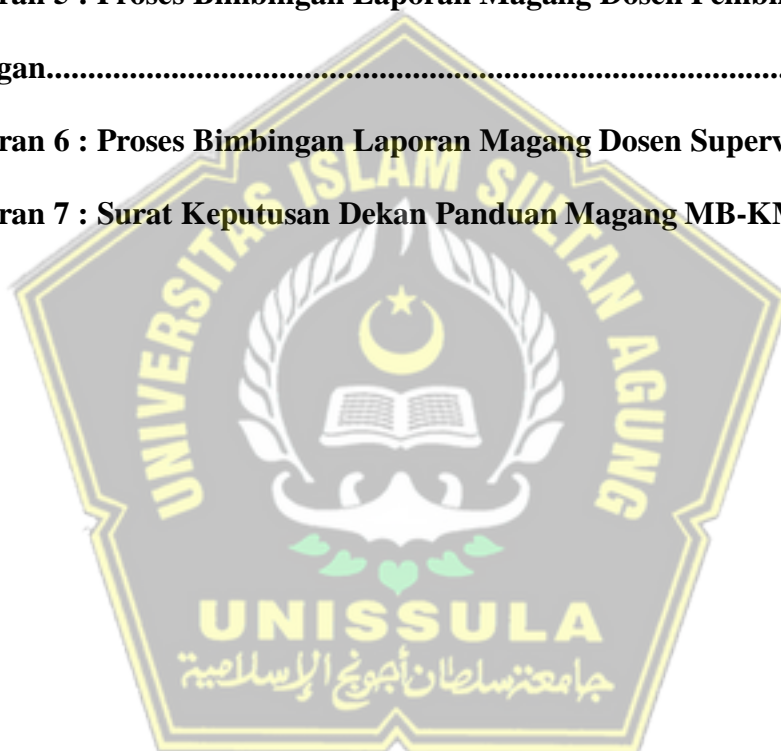 ran 5 : Proses Bimbingan Laporan Magang Dosen Pembi
gan.....................................................................................
ran 6 : Proses Bimbingan Laporan Magang Dosen Superv
ran 7 : Surat Keputusan Dekan Panduan Magang MB-KM
UNIVERSITAS ISLAM SULTAN AGUNG
UNISSULA
جامعة سلطان أجونج الإسلامية